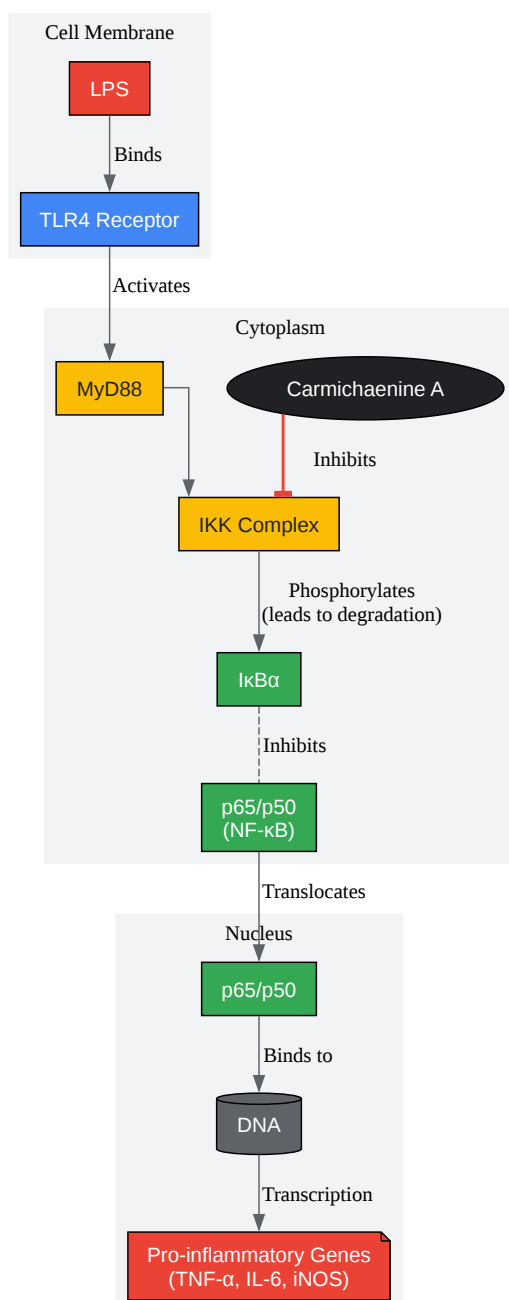 Cell Membrane
LPS
Binds
TLR4 Receptor
Activates
Cytoplasm
MyD88
Carmichaenine A
Inhibits
IKK Complex
Phosphorylates
(leads to degradation)
IκBα
Inhibits
p65/p50
(NF-κB)
Translocates
Nucleus
p65/p50
Binds to
DNA
Transcription
Pro-inflammatory Genes
(TNF-α, IL-6, iNOS)